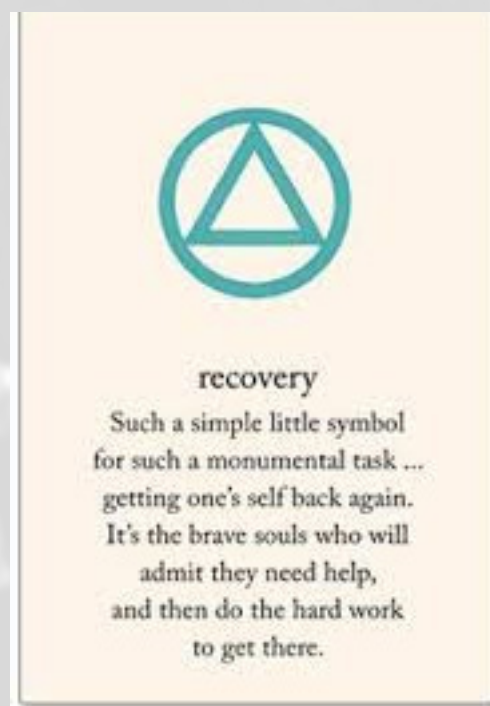 recovery
Such a simple little symbol
for such a monumental task ...
getting one's self back again.
It's the brave souls who will
admit they need help,
and then do the hard work
to get there.